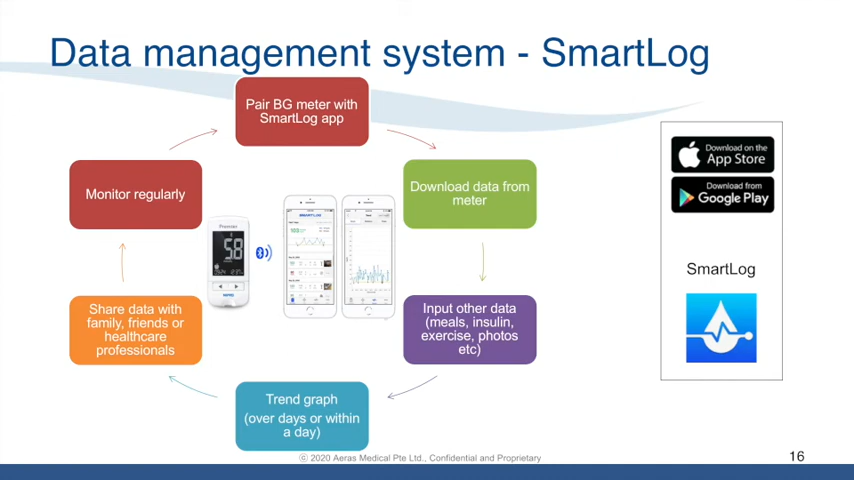 Data management system - SmartLog
Pair BG meter with
SmartLog app
Download data from
meter
Input other data
(meals, insulin,
exercise, photos
etc)
Trend graph
(over days or within
a day)
Share data with
family, friends or
healthcare
professionals
Monitor regularly
Premier
58
NIPRO
SMARTLOG
Download on the
App Store
Download from
Google Play
SmartLog
© 2020 Aeras Medical Pte Ltd., Confidential and Proprietary
16